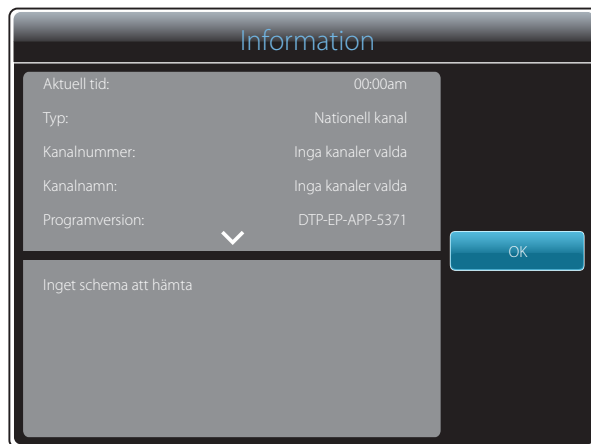 Information
Aktuell tid: 00:00am
Typ: Nationell kanal
Kanalnummer: Inga kanaler valda
Kanalnamn: Inga kanaler valda
Programversion: DTP-EP-APP-5371
OK
Inget schema att hämta